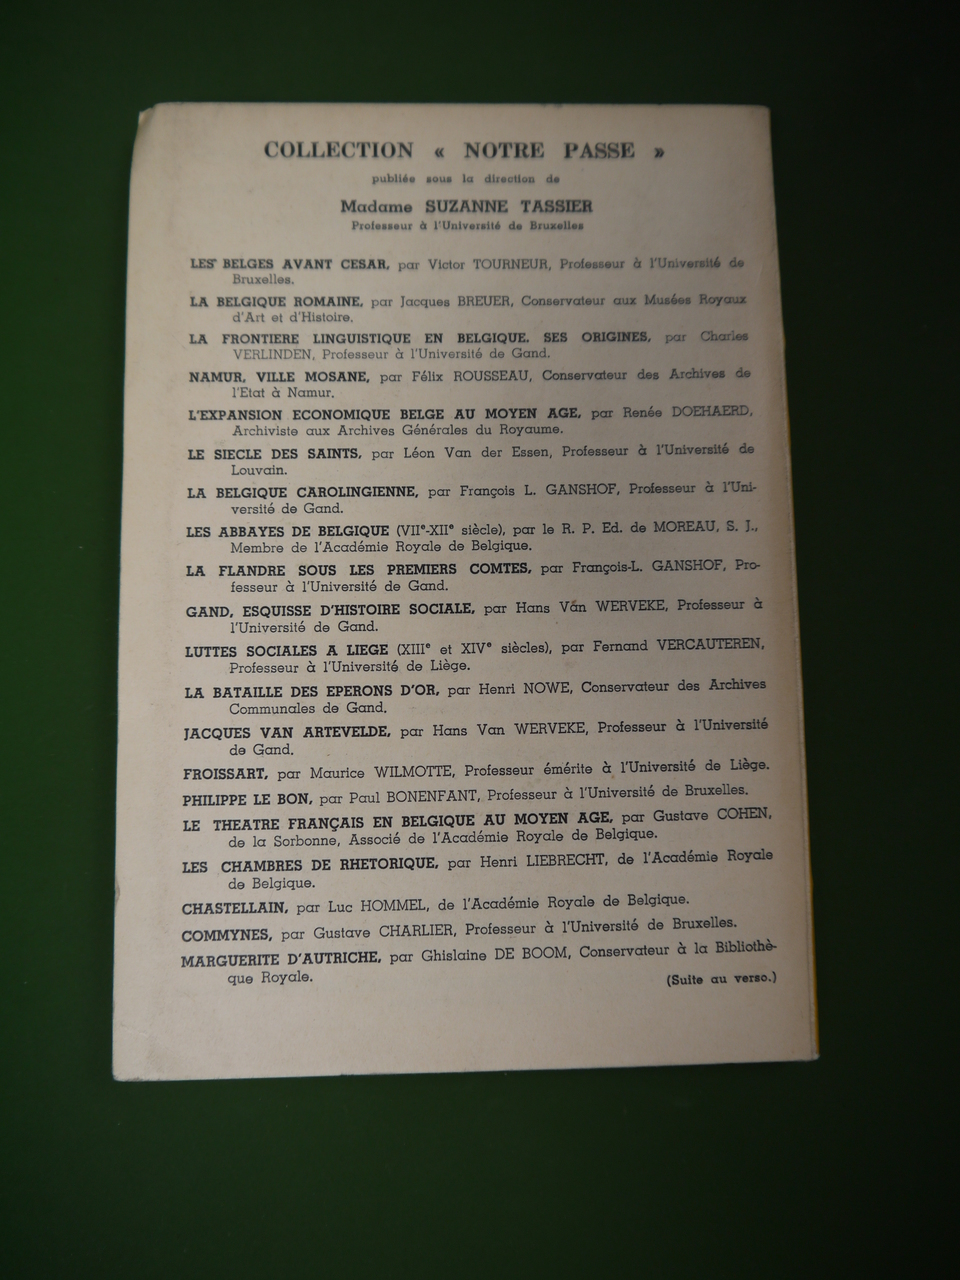 COLLECTION « NOTRE PASSE »
publiée sous la direction de
Madame SUZANNE TASSIER
Professeur à l'Université de Bruxelles
LES BELGES AVANT CESAR, par Victor TOURNEUR, Professeur à l'Université de
Bruxelles.
LA BELGIQUE ROMAINE, par Jacques BREUER, Conservateur aux Musées Royaux
d'Art et d'Histoire.
LA FRONTIERE LINGUISTIQUE EN BELGIQUE. SES ORIGINES, par Charles
VERLINDEN, Professeur à l'Université de Gand.
NAMUR, VILLE MOSANE, par Félix ROUSSEAU, Conservateur des Archives de
l'Etat à Namur.
L'EXPANSION ECONOMIQUE BELGE AU MOYEN AGE, par Renée DOEHAERD,
Archiviste aux Archives Générales du Royaume.
LE SIECLE DES SAINTS, par Léon Van der Essen, Professeur à l'Université de
Louvain.
LA BELGIQUE CAROLINGIENNE, par François L. GANSHOF, Professeur à l'Uni-
versité de Gand.
LES ABBAYES DE BELGIQUE (VIIe-XIIe siècle), par le R. P. Ed. de MOREAU, S. J.,
Membre de l'Académie Royale de Belgique.
LA FLANDRE SOUS LES PREMIERS COMTES, par François-L. GANSHOF, Pro-
fesseur à l'Université de Gand.
GAND, ESQUISSE D'HISTOIRE SOCIALE, par Hans Van WERVEKE, Professeur à
l'Université de Gand.
LUTTES SOCIALES A LIEGE (XIIIe et XIVe siècles), par Fernand VERCAUTEREN,
Professeur à l'Université de Liège.
LA BATAILLE DES EPERONS D'OR, par Henri NOWE, Conservateur des Archives
Communales de Gand.
JACQUES VAN ARTEVELDE, par Hans Van WERVEKE, Professeur à l'Université
de Gand.
FROISSART, par Maurice WILMOTTE, Professeur émérite à l'Université de Liège.
PHILIPPE LE BON, par Paul BONENFANT, Professeur à l'Université de Bruxelles.
LE THEATRE FRANÇAIS EN BELGIQUE AU MOYEN AGE, par Gustave COHEN,
de la Sorbonne, Associé de l'Académie Royale de Belgique.
LES CHAMBRES DE RHETORIQUE, par Henri LIEBRECHT, de l'Académie Royale
de Belgique.
CHASTELLAIN, par Luc HOMMEL, de l'Académie Royale de Belgique.
COMMYNES, par Gustave CHARLIER, Professeur à l'Université de Bruxelles.
MARGUERITE D'AUTRICHE, par Ghislaine DE BOOM, Conservateur à la Bibliothè-
que Royale.
(Suite au verso.)